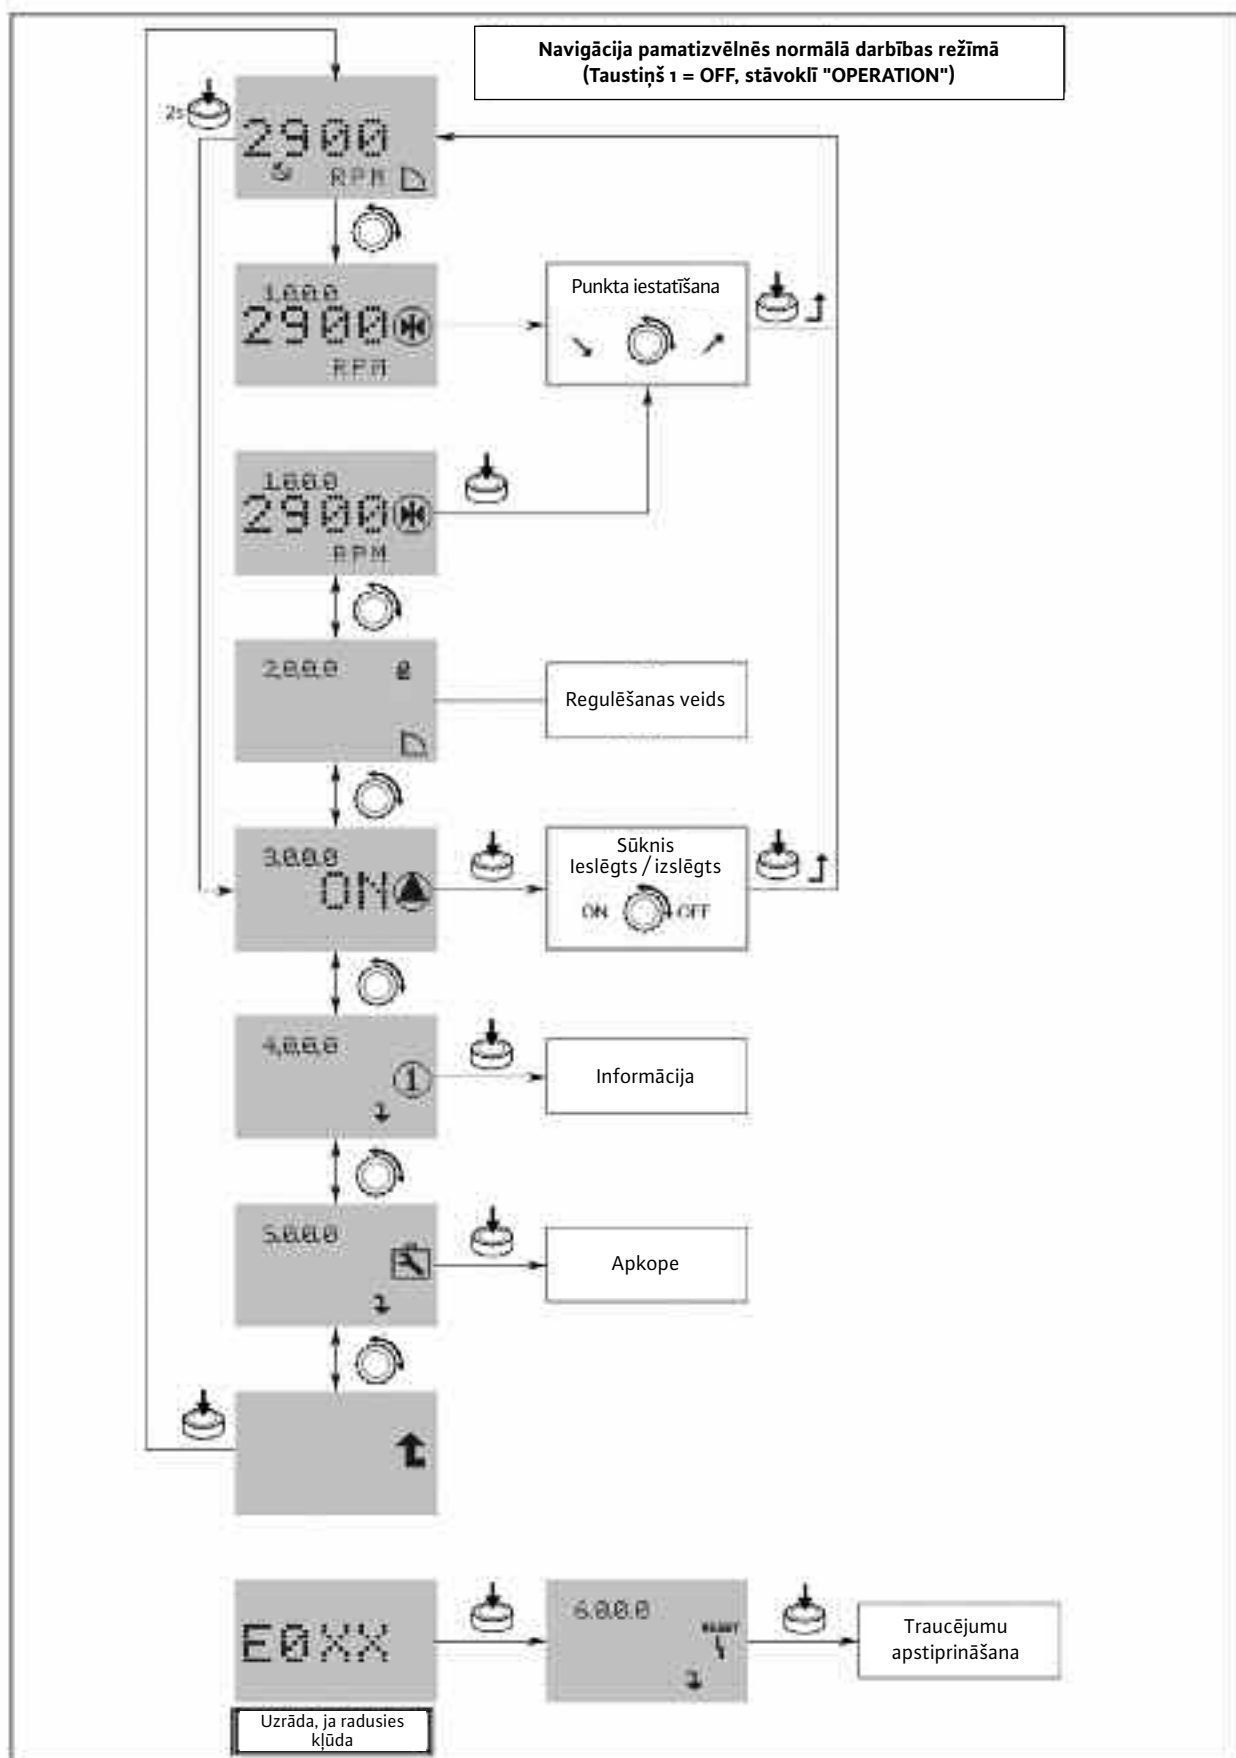 Navigācija pamatizvēlnēs normālā darbības režīmā
(Taustiņš 1 = OFF, stāvoklī "OPERATION")
2s
2900
RPM
1.0.0.0
2900
RPM
Punkta iestatīšana
1.0.0.0
2900
RPM
2.0.0.0
Regulēšanas veids
3.0.0.0
ON
Sūknis
Ieslēgts / izslēgts
ON OFF
4.0.0.0
Informācija
5.0.0.0
Apkope
E0XX
6.0.0.0
RESET
Traucējumu
apstiprināšana
Uzrāda, ja radusies
kļūda